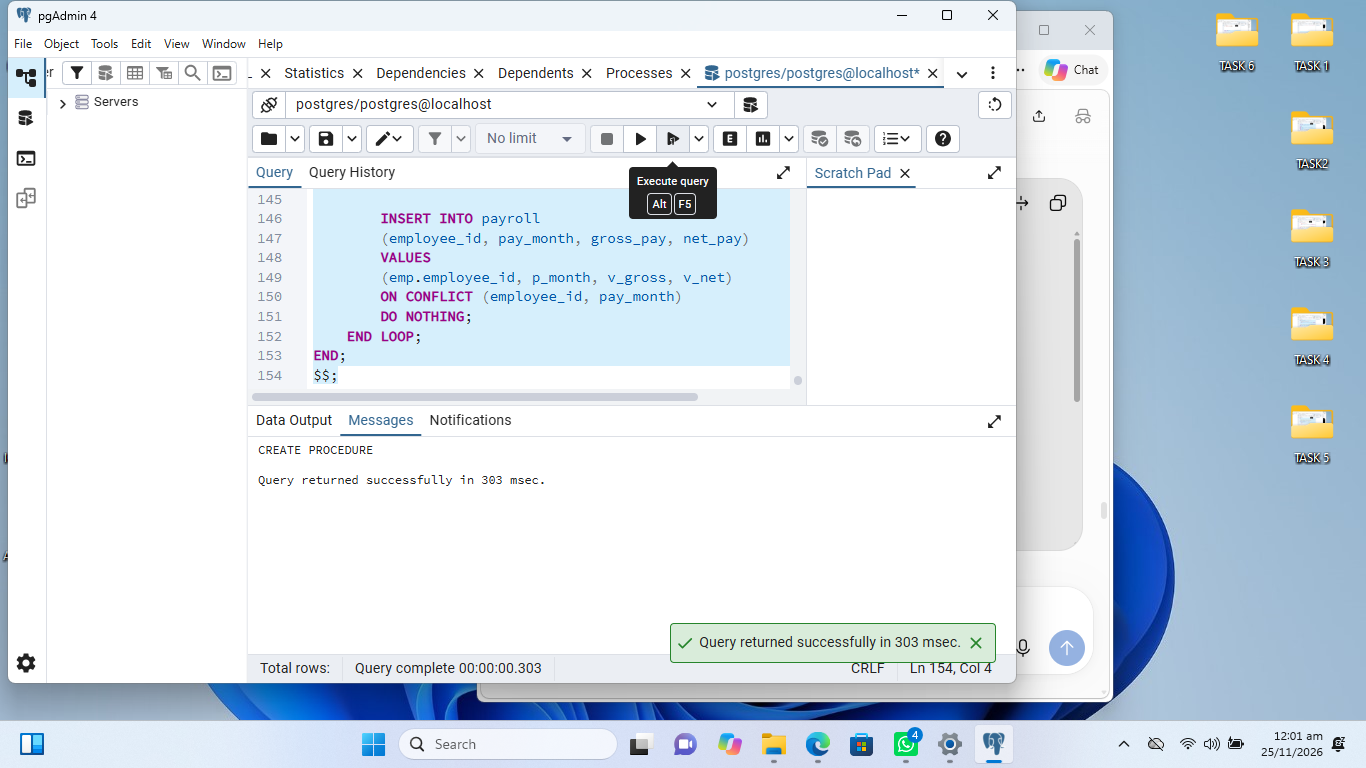 pgAdmin 4
File Object Tools Edit View Window Help
Statistics Dependencies Dependents Processes postgres/postgres@localhost*
Servers
postgres/postgres@localhost
No limit
E
Query Query History
Execute query
Alt F5
Scratch Pad
145
146 INSERT INTO payroll
147 (employee_id, pay_month, gross_pay, net_pay)
148 VALUES
149 (emp.employee_id, p_month, v_gross, v_net)
150 ON CONFLICT (employee_id, pay_month)
151 DO NOTHING;
152 END LOOP;
153 END;
154 $$;
Data Output Messages Notifications
CREATE PROCEDURE
Query returned successfully in 303 msec.
Query returned successfully in 303 msec.
Total rows: Query complete 00:00:00.303 CRLF Ln 154, Col 4
Chat
TASK 6
TASK 1
TASK2
TASK 3
TASK 4
TASK 5
Search
4
12:01 am
25/11/2026